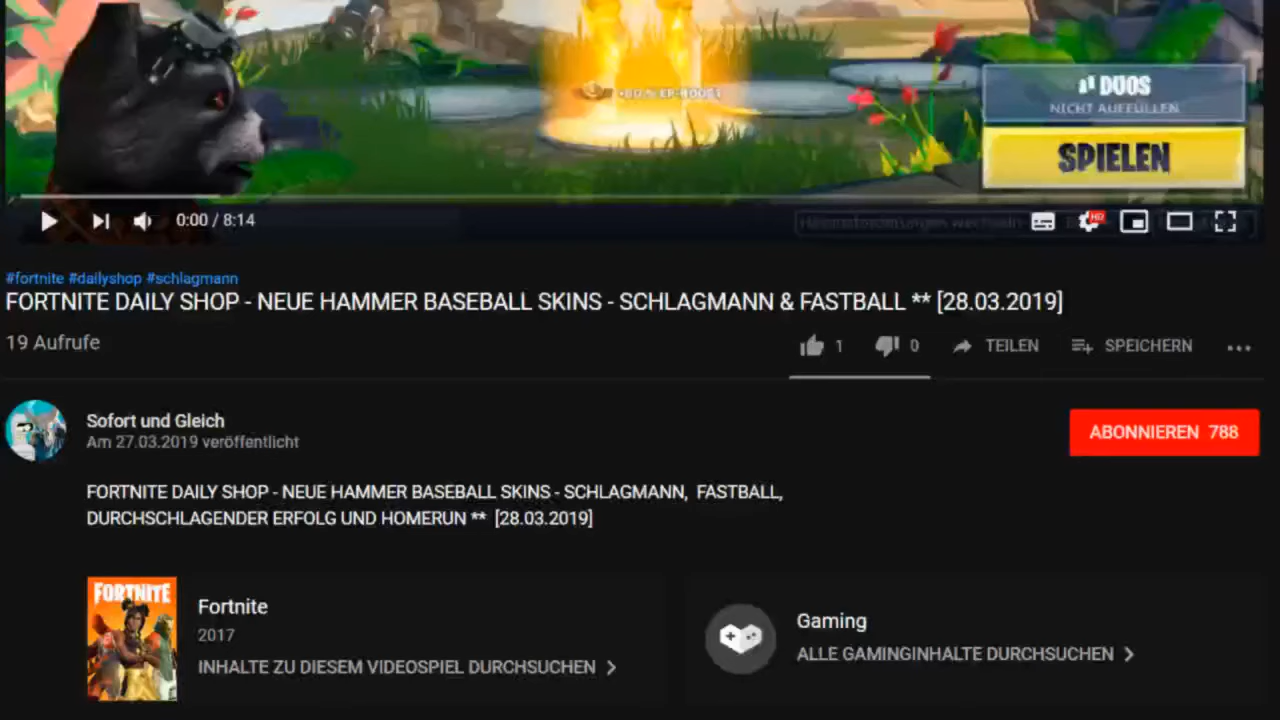 DUOS
NICHT AUFFÜLLEN
SPIELEN
0:00 / 8:14
HD
#fortnite #dailyshop #schlagmann
FORTNITE DAILY SHOP - NEUE HAMMER BASEBALL SKINS - SCHLAGMANN & FASTBALL ** [28.03.2019]
19 Aufrufe
1 0 TEILEN SPEICHERN
Sofort und Gleich
Am 27.03.2019 veröffentlicht
ABONNIEREN 788
FORTNITE DAILY SHOP - NEUE HAMMER BASEBALL SKINS - SCHLAGMANN, FASTBALL,
DURCHSCHLAGENDER ERFOLG UND HOMERUN ** [28.03.2019]
FORTNITE
Fortnite
2017
INHALTE ZU DIESEM VIDEOSPIEL DURCHSUCHEN
Gaming
ALLE GAMINGINHALTE DURCHSUCHEN